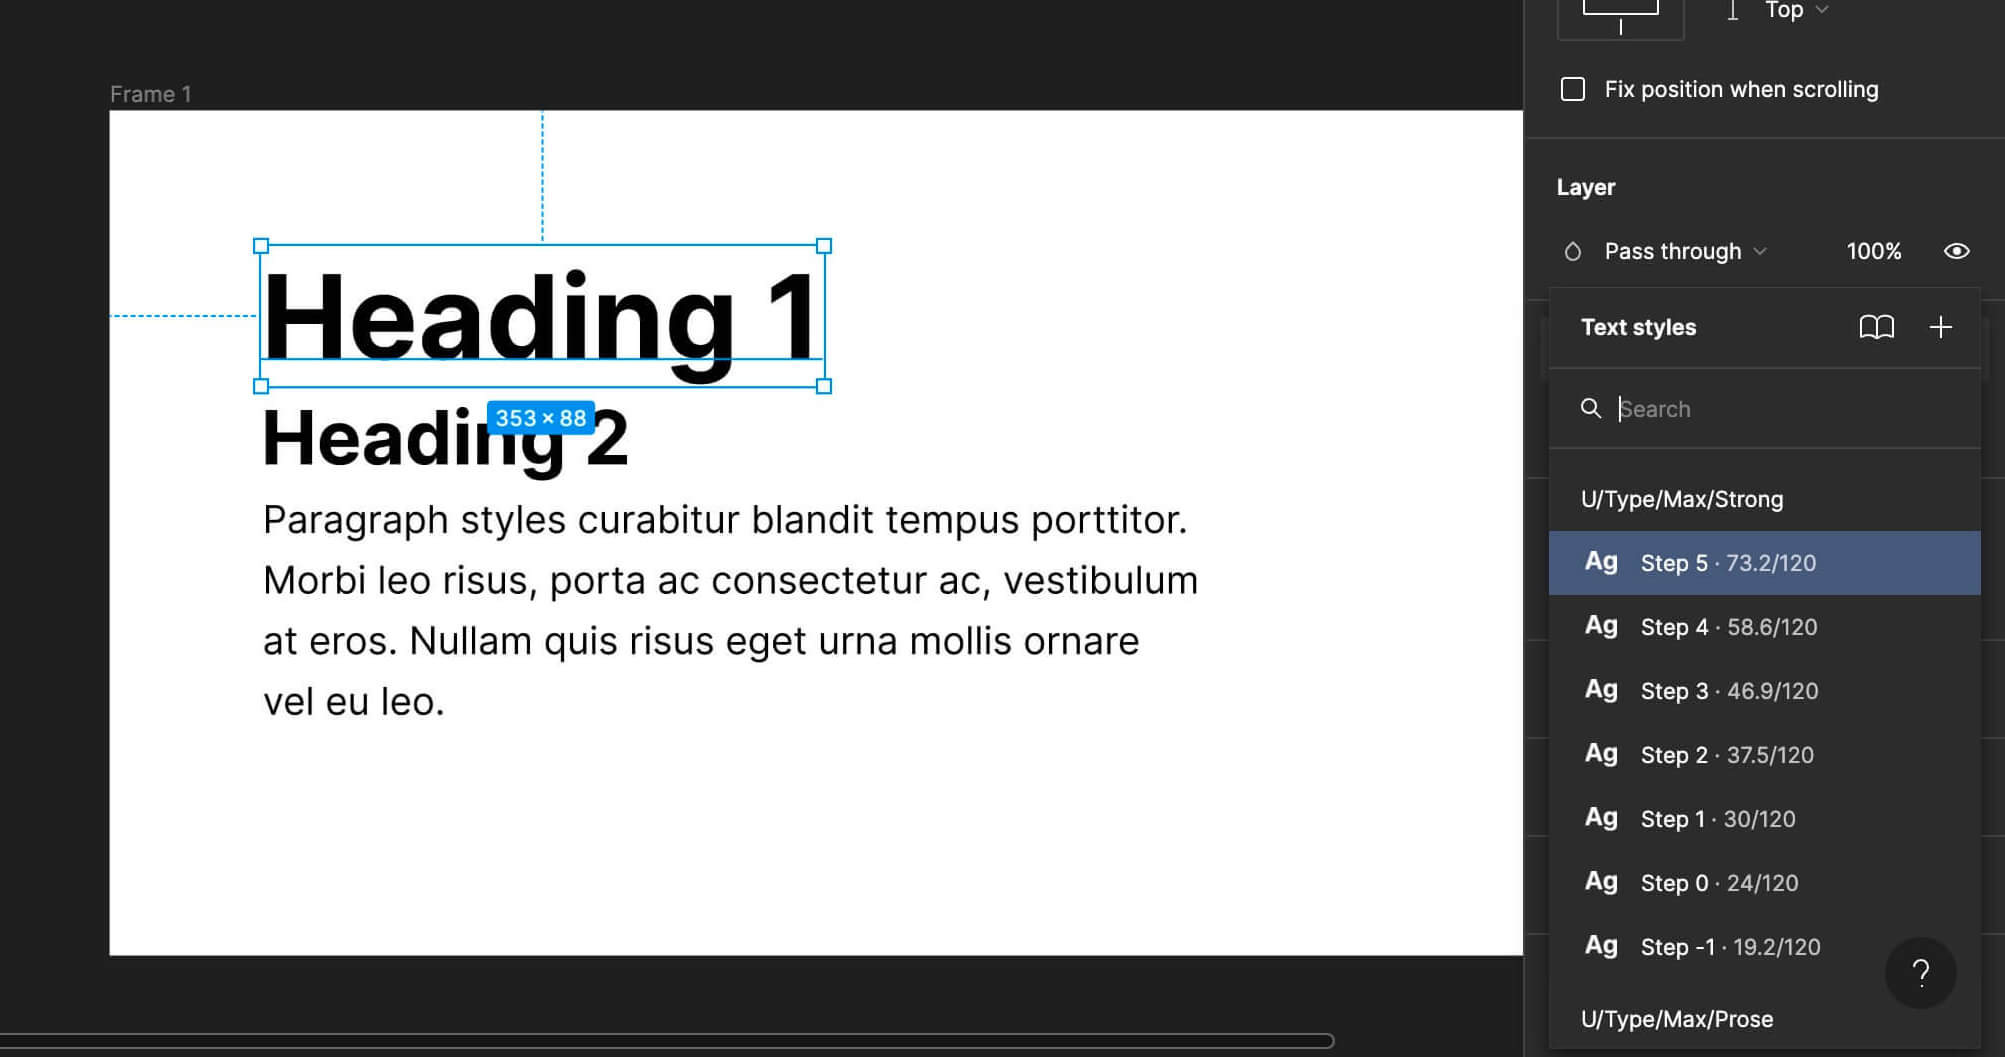 Top
Fix position when scrolling
Frame 1
Layer
Pass through 100%
Text styles
Search
U/Type/Max/Strong
Ag Step 5 · 73.2/120
Ag Step 4 · 58.6/120
Ag Step 3 · 46.9/120
Ag Step 2 · 37.5/120
Ag Step 1 · 30/120
Ag Step 0 · 24/120
Ag Step -1 · 19.2/120
U/Type/Max/Prose
?
Heading 1
353 × 88
Heading 2
Paragraph styles curabitur blandit tempus porttitor.
Morbi leo risus, porta ac consectetur ac, vestibulum
at eros. Nullam quis risus eget urna mollis ornare
vel eu leo.